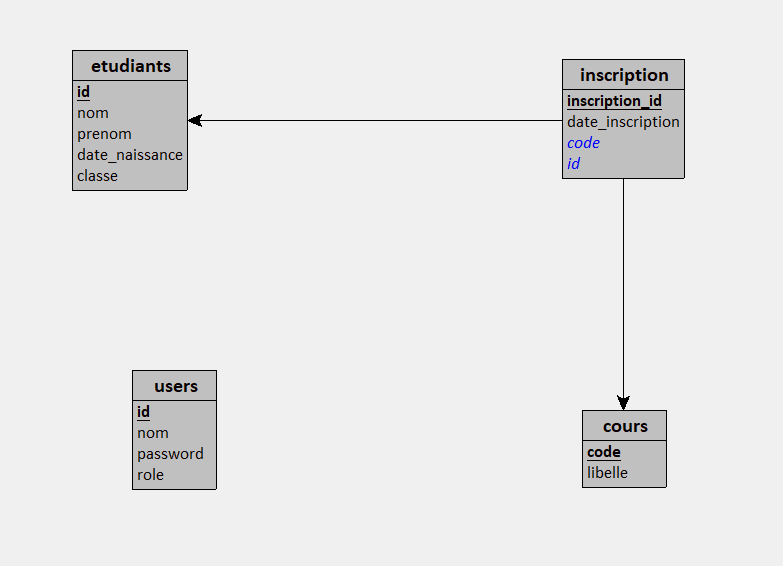 etudiants
id
nom
prenom
date_naissance
classe
inscription
inscription_id
date_inscription
code
id
users
id
nom
password
role
cours
code
libelle